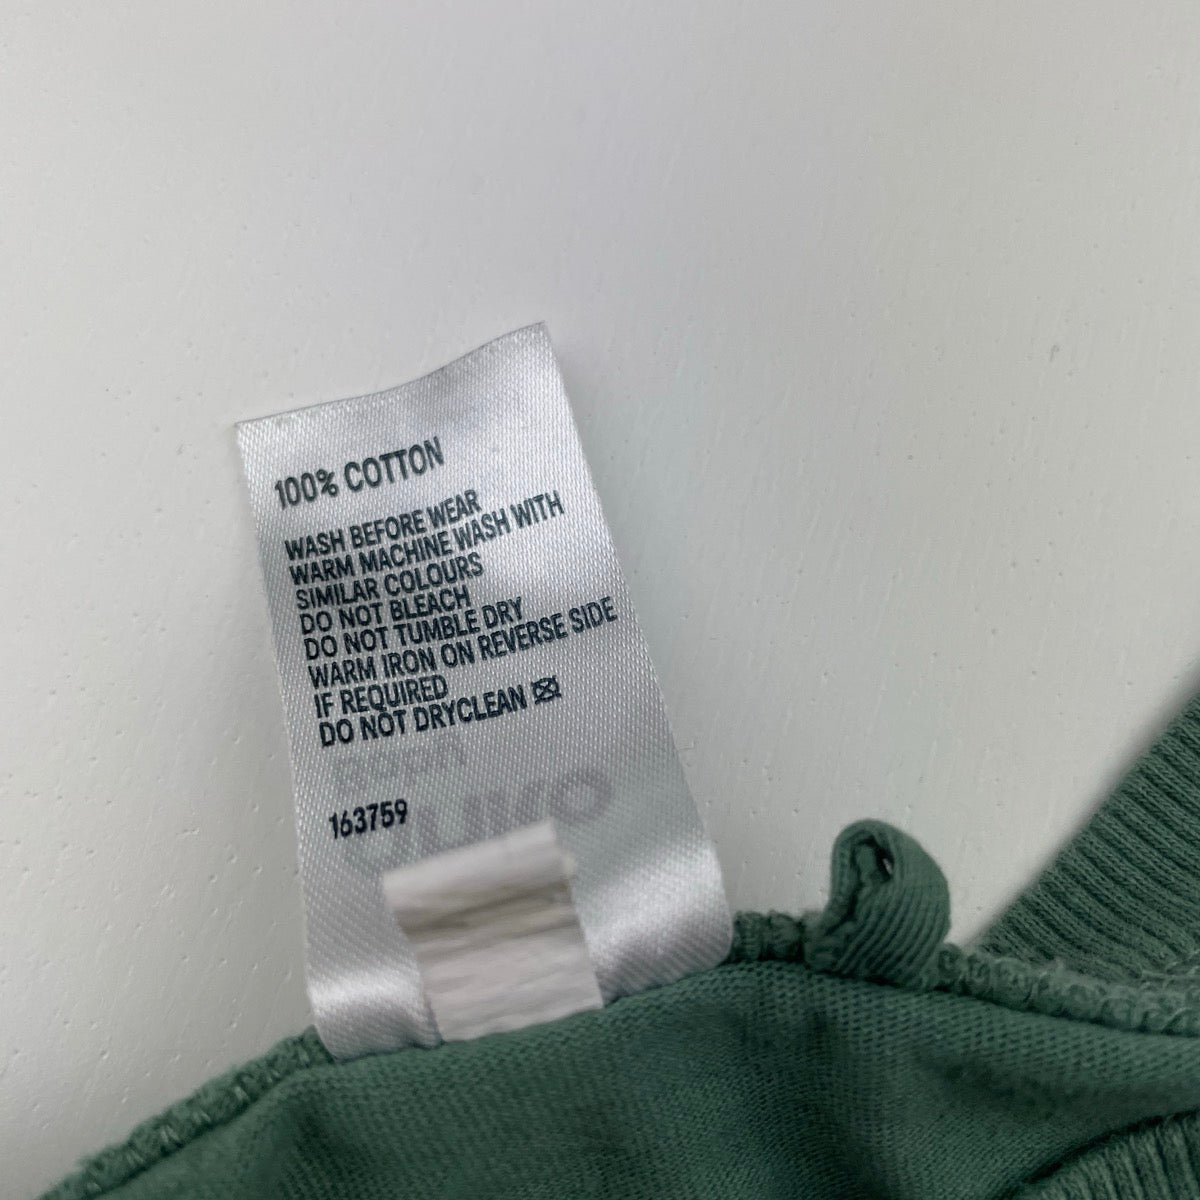 100% COTTON
WASH BEFORE WEAR
WARM MACHINE WASH WITH
SIMILAR COLOURS
DO NOT BLEACH
DO NOT TUMBLE DRY
WARM IRON ON REVERSE SIDE
IF REQUIRED
DO NOT DRYCLEAN
163759